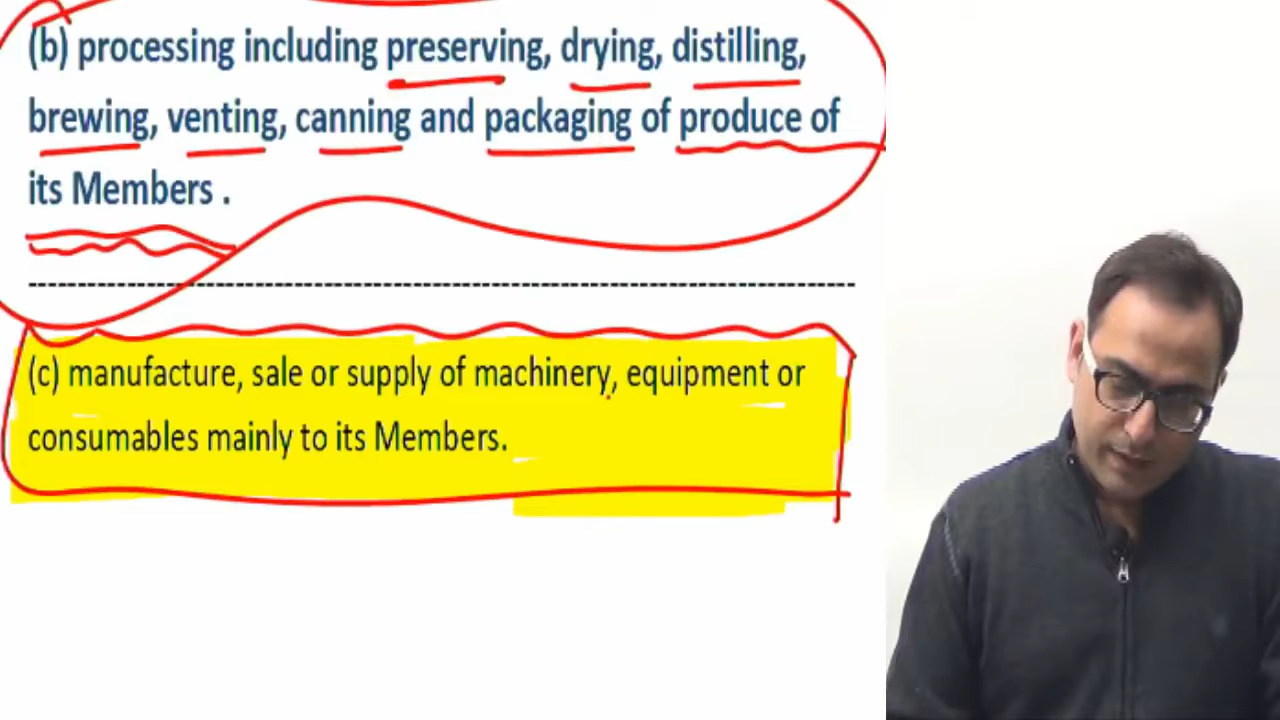 (b) processing including preserving, drying, distilling,
brewing, venting, canning and packaging of produce of
its Members .
(c) manufacture, sale or supply of machinery, equipment or
consumables mainly to its Members.